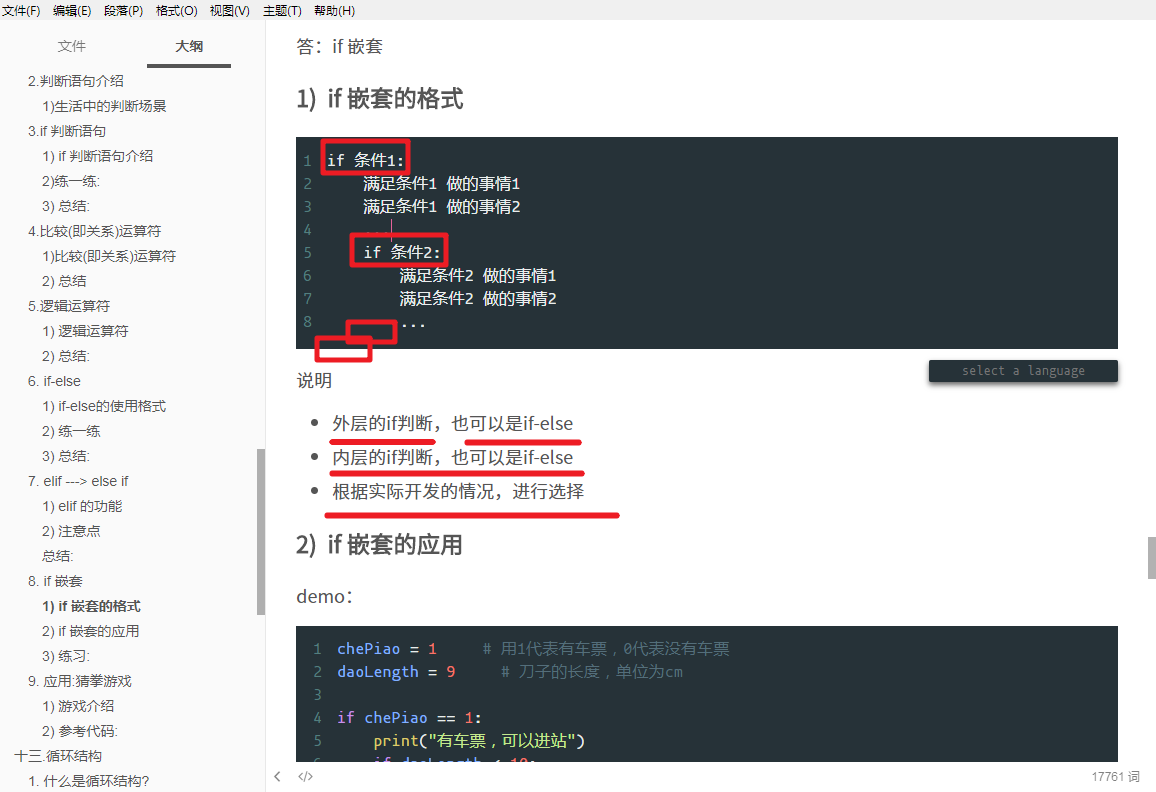 文件(F) 编辑(E) 段落(P) 格式(O) 视图(V) 主题(T) 帮助(H)
文件 大纲
2.判断语句介绍
1)生活中的判断场景
3.if 判断语句
1) if 判断语句介绍
2)练一练:
3) 总结:
4.比较(即关系)运算符
1)比较(即关系)运算符
2) 总结
5.逻辑运算符
1) 逻辑运算符
2) 总结:
6. if-else
1) if-else的使用格式
2) 练一练
3) 总结:
7. elif ---> else if
1) elif 的功能
2) 注意点
总结:
8. if 嵌套
1) if 嵌套的格式
2) if 嵌套的应用
3) 练习:
9. 应用:猜拳游戏
1) 游戏介绍
2) 参考代码:
十三.循环结构
1. 什么是循环结构?
答：if 嵌套
1) if 嵌套的格式
1 if 条件1:
2 满足条件1 做的事情1
3 满足条件1 做的事情2
4 ...
5 if 条件2:
6 满足条件2 做的事情1
7 满足条件2 做的事情2
8 ...
select a language
说明
• 外层的if判断，也可以是if-else
• 内层的if判断，也可以是if-else
• 根据实际开发的情况，进行选择
2) if 嵌套的应用
demo：
1 chePiao = 1 # 用1代表有车票，0代表没有车票
2 daoLength = 9 # 刀子的长度，单位为cm
3
4 if chePiao == 1:
5 print("有车票，可以进站")
6 if daoLength < 10:
</> 17761 词